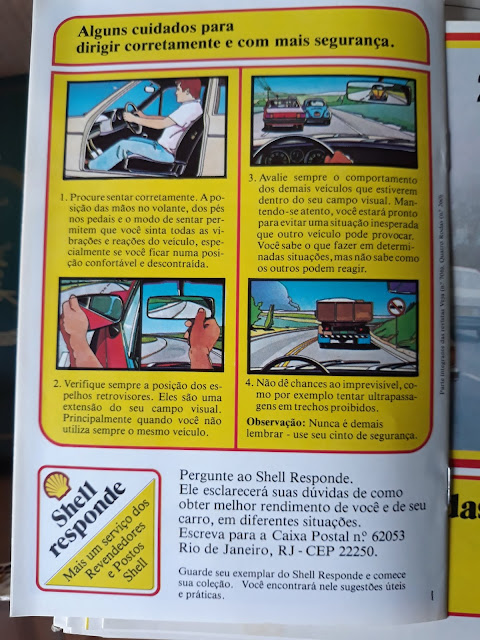 Alguns cuidados para
dirigir corretamente e com mais segurança.
1. Procure sentar corretamente. A po-
sição das mãos no volante, dos pés
nos pedais e o modo de sentar per-
mitem que você sinta todas as vi-
brações e reações do veículo, espe-
cialmente se você ficar numa posi-
ção confortável e descontraída.
2. Verifique sempre a posição dos es-
pelhos retrovisores. Eles são uma
extensão do seu campo visual.
Principalmente quando você não
utiliza sempre o mesmo veículo.
3. Avalie sempre o comportamento
dos demais veículos que estiverem
dentro do seu campo visual. Man-
tendo-se atento, você estará pronto
para evitar uma situação inesperada
que outro veículo pode provocar.
Você sabe o que fazer em determi-
nadas situações, mas não sabe como
os outros podem reagir.
4. Não dê chances ao imprevisível, co-
mo por exemplo tentar ultrapassa-
gens em trechos proibidos.
Observação: Nunca é demais
lembrar - use seu cinto de segurança.
Parte integrante das revistas Veja
Quatro Rodas
Shell
responde
Mais um serviço dos
Revendedores
e Postos
Shell
Pergunte ao Shell Responde.
Ele esclarecerá suas dúvidas de como
obter melhor rendimento de você e de seu
carro, em diferentes situações.
Escreva para a Caixa Postal n.º 62053
Rio de Janeiro, RJ - CEP 22250.
Guarde seu exemplar do Shell Responde e comece
sua coleção. Você encontrará nele sugestões úteis
e práticas.